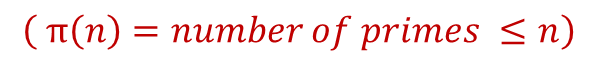 ( π(n) = number of primes ≤ n)